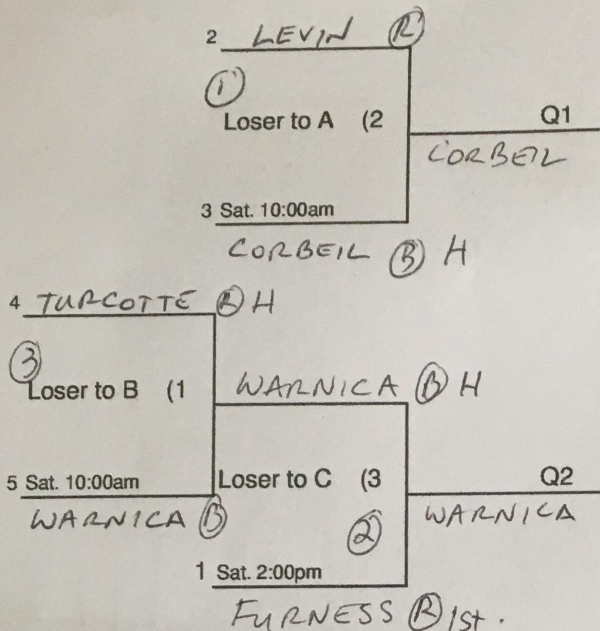 2 LEVIN R
1
Loser to A (2
Q1
CORBEIL
3 Sat. 10:00am
CORBEIL B H
4 TURCOTTE R H
3
Loser to B (1
WARNICA B H
5 Sat. 10:00am
Loser to C (3
Q2
WARNICA B
2
WARNICA
1 Sat. 2:00pm
FURNESS R 1st.